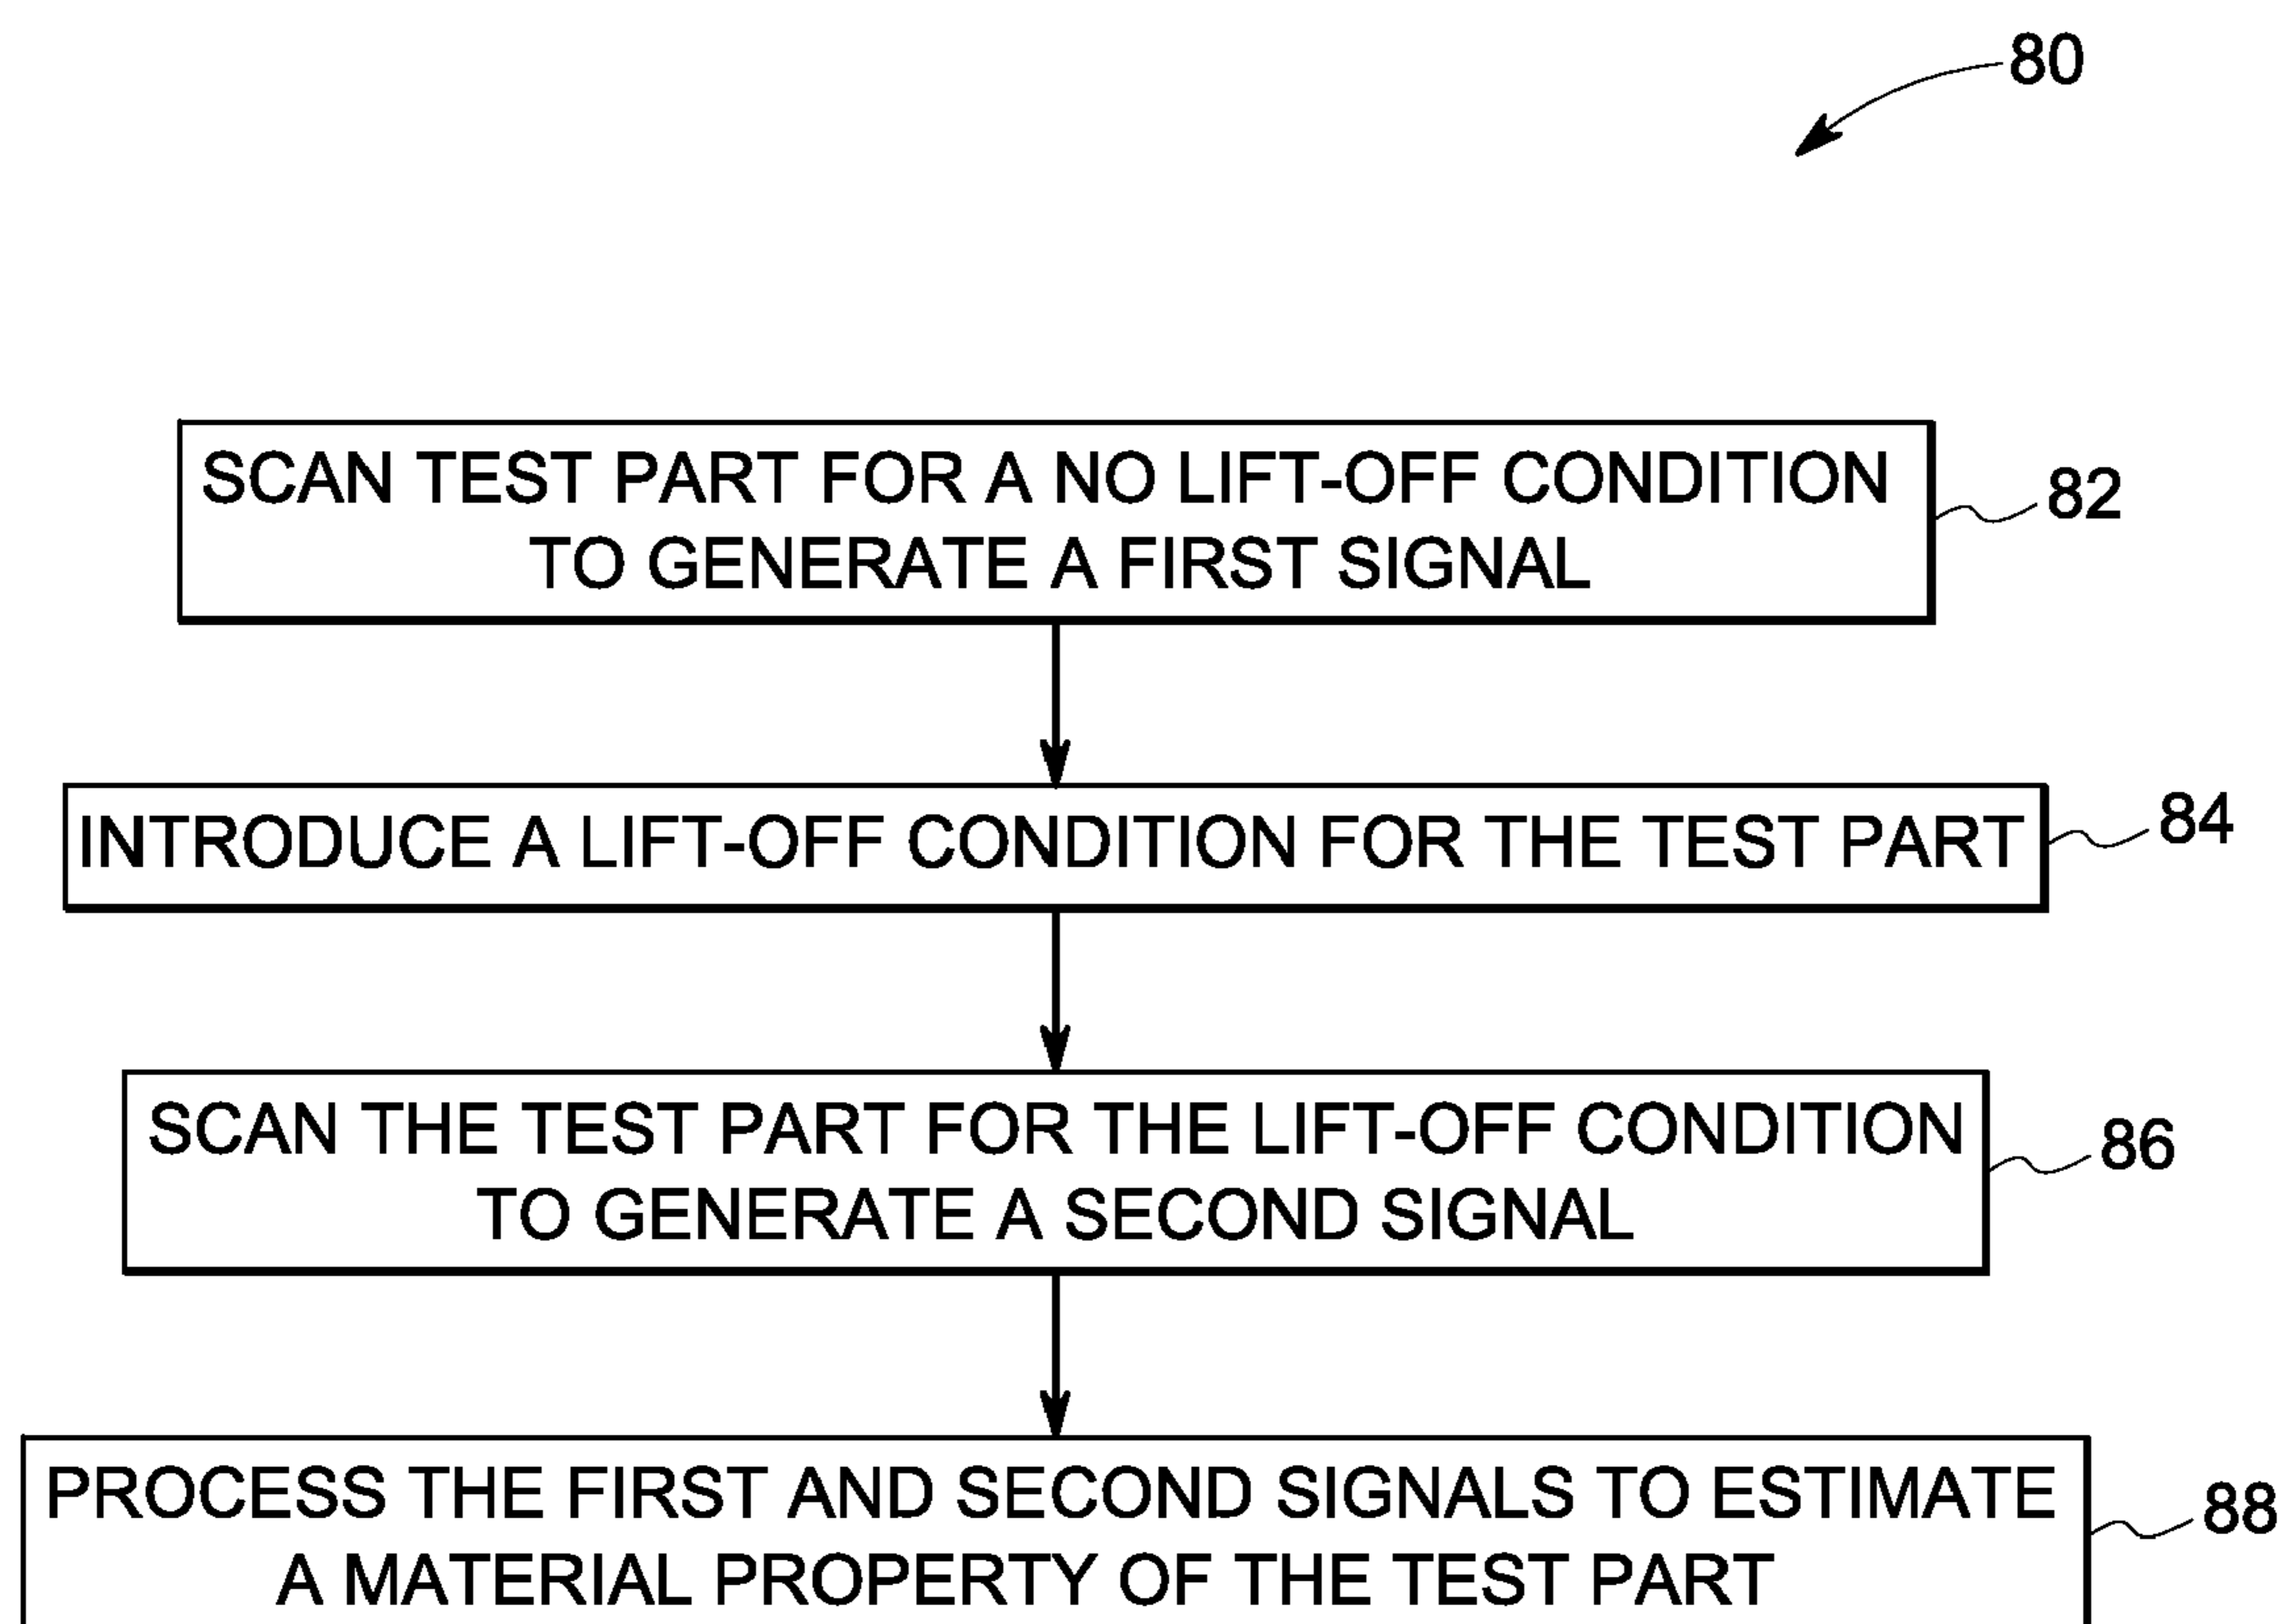 80
SCAN TEST PART FOR A NO LIFT-OFF CONDITION
TO GENERATE A FIRST SIGNAL
82
INTRODUCE A LIFT-OFF CONDITION FOR THE TEST PART
84
SCAN THE TEST PART FOR THE LIFT-OFF CONDITION
TO GENERATE A SECOND SIGNAL
86
PROCESS THE FIRST AND SECOND SIGNALS TO ESTIMATE
A MATERIAL PROPERTY OF THE TEST PART
88